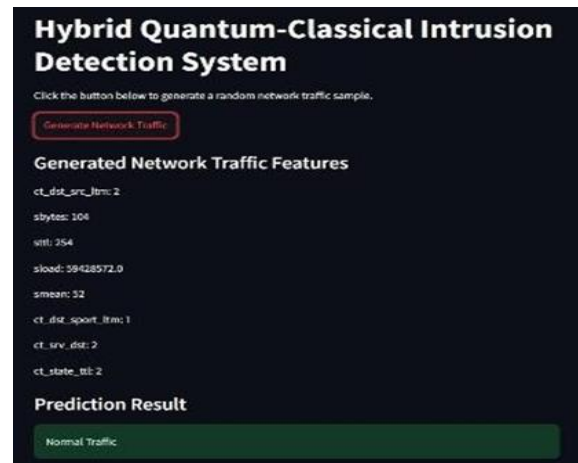 Hybrid Quantum-Classical Intrusion
Detection System
Click the button below to generate a random network traffic sample.
Generate Network Traffic
Generated Network Traffic Features
ct_dst_src_ltm: 2
sbytes: 104
sttl: 254
sload: 59428572.0
smean: 52
ct_dst_sport_ltm: 1
ct_srv_dst: 2
ct_state_ttl: 2
Prediction Result
Normal Traffic